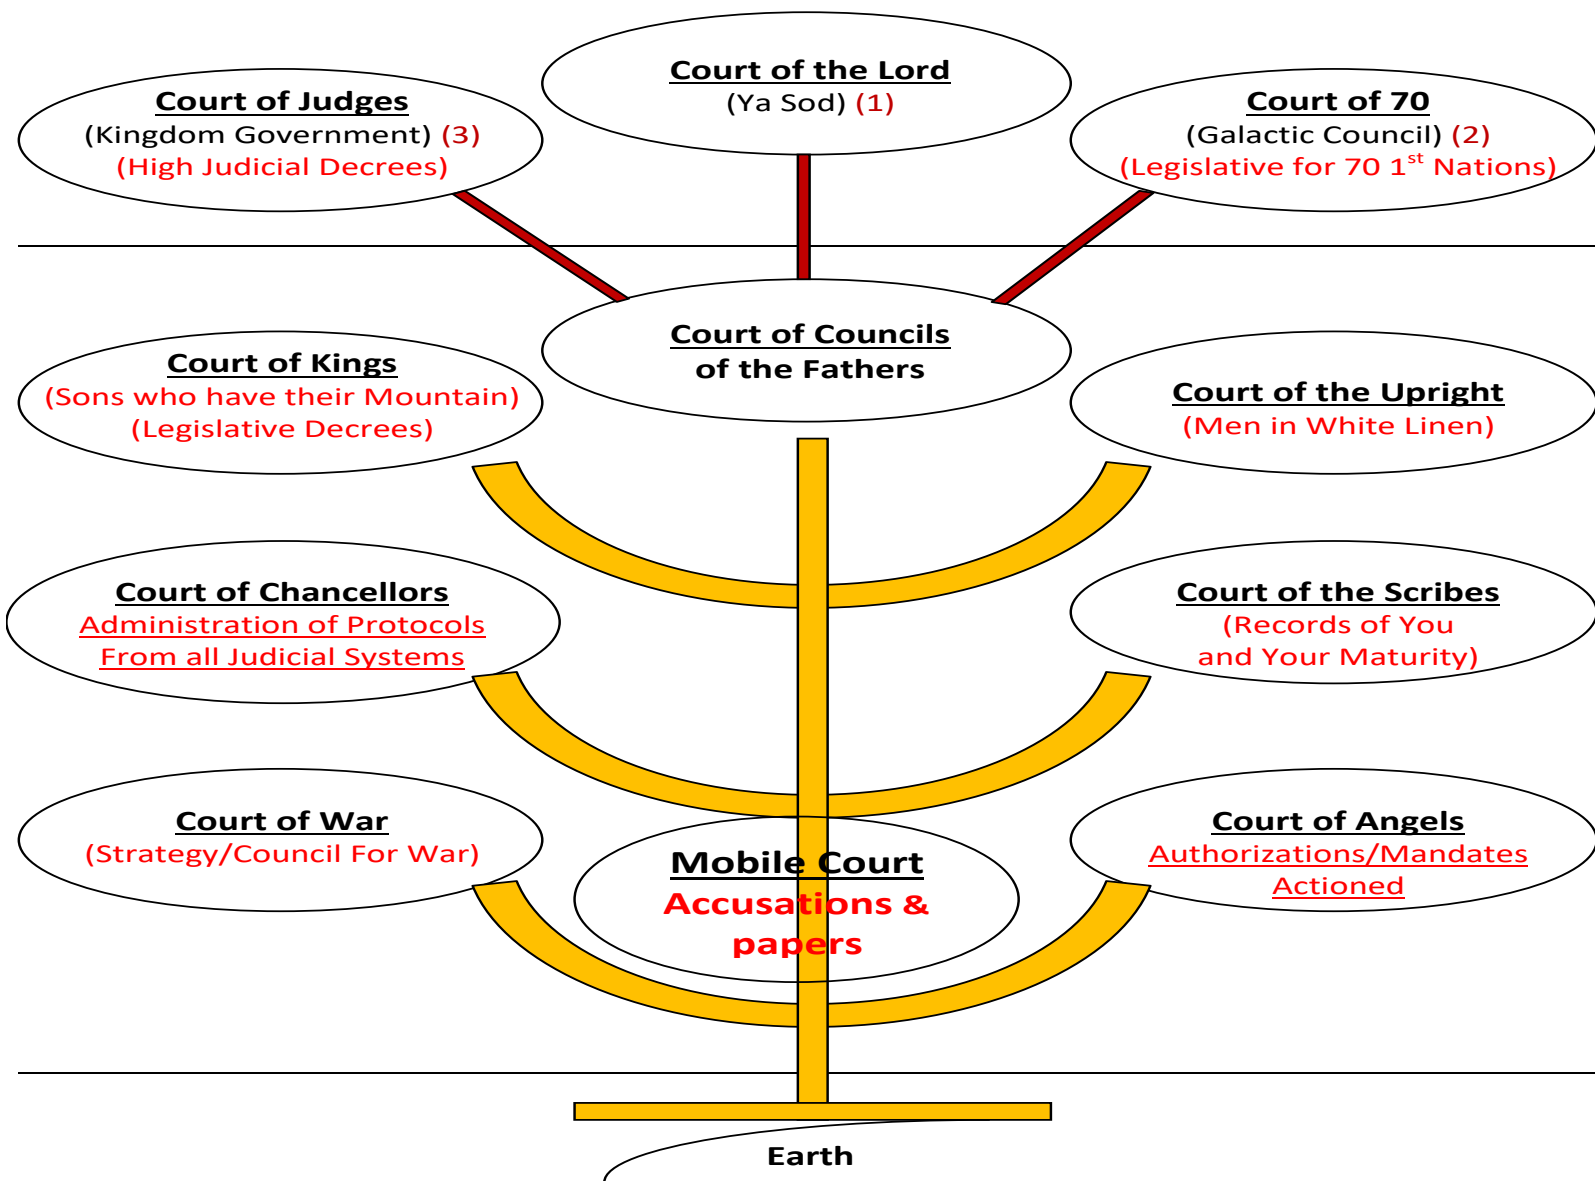 Court of the Lord
(Ya Sod) (1)
Court of Judges
(Kingdom Government) (3)
(High Judicial Decrees)
Court of 70
(Galactic Council) (2)
(Legislative for 70 1st Nations)
Court of Councils
of the Fathers
Court of Kings
(Sons who have their Mountain)
(Legislative Decrees)
Court of the Upright
(Men in White Linen)
Court of Chancellors
Administration of Protocols
From all Judicial Systems
Court of the Scribes
(Records of You
and Your Maturity)
Court of War
(Strategy/Council For War)
Mobile Court
Accusations &
papers
Court of Angels
Authorizations/Mandates
Actioned
Earth